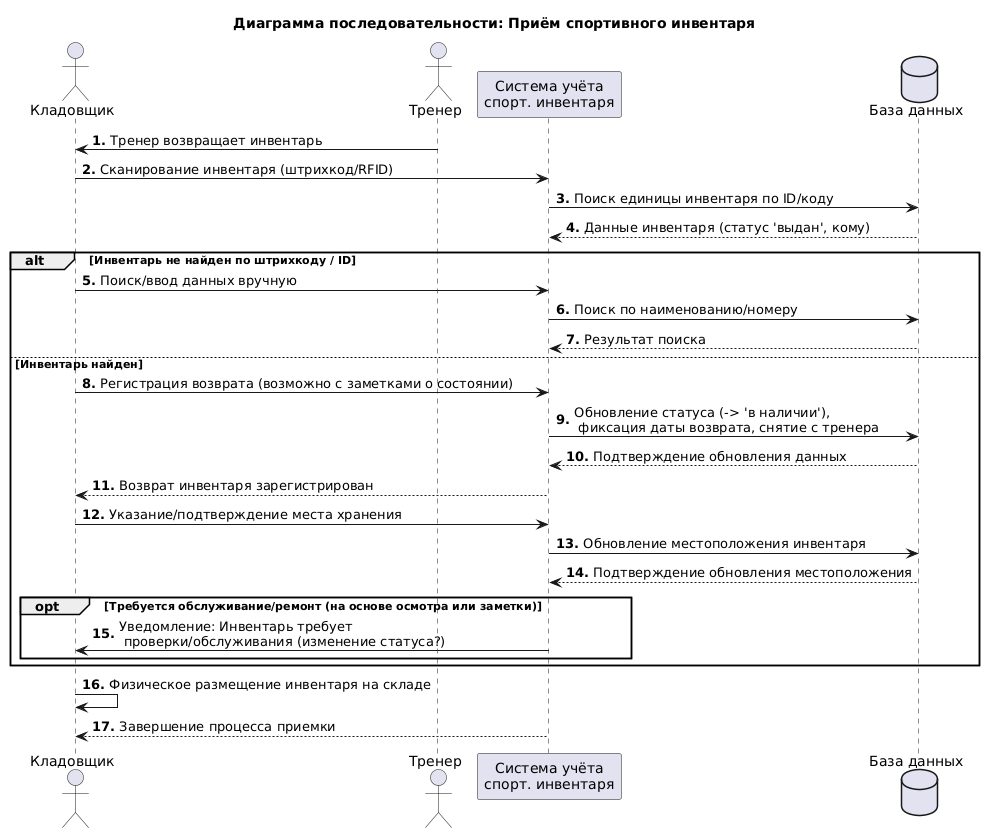 Диаграмма последовательности: Приём спортивного инвентаря
Кладовщик
Тренер
Система учёта
спорт. инвентаря
База данных
1. Тренер возвращает инвентарь
2. Сканирование инвентаря (штрихкод/RFID)
3. Поиск единицы инвентаря по ID/коду
4. Данные инвентаря (статус 'выдан', кому)
alt [Инвентарь не найден по штрихкоду / ID]
5. Поиск/ввод данных вручную
6. Поиск по наименованию/номеру
7. Результат поиска
[Инвентарь найден]
8. Регистрация возврата (возможно с заметками о состоянии)
9. Обновление статуса (-> 'в наличии'),
фиксация даты возврата, снятие с тренера
10. Подтверждение обновления данных
11. Возврат инвентаря зарегистрирован
12. Указание/подтверждение места хранения
13. Обновление местоположения инвентаря
14. Подтверждение обновления местоположения
opt [Требуется обслуживание/ремонт (на основе осмотра или заметки)]
15. Уведомление: Инвентарь требует
проверки/обслуживания (изменение статуса?)
16. Физическое размещение инвентаря на складе
17. Завершение процесса приемки
Кладовщик
Тренер
Система учёта
спорт. инвентаря
База данных